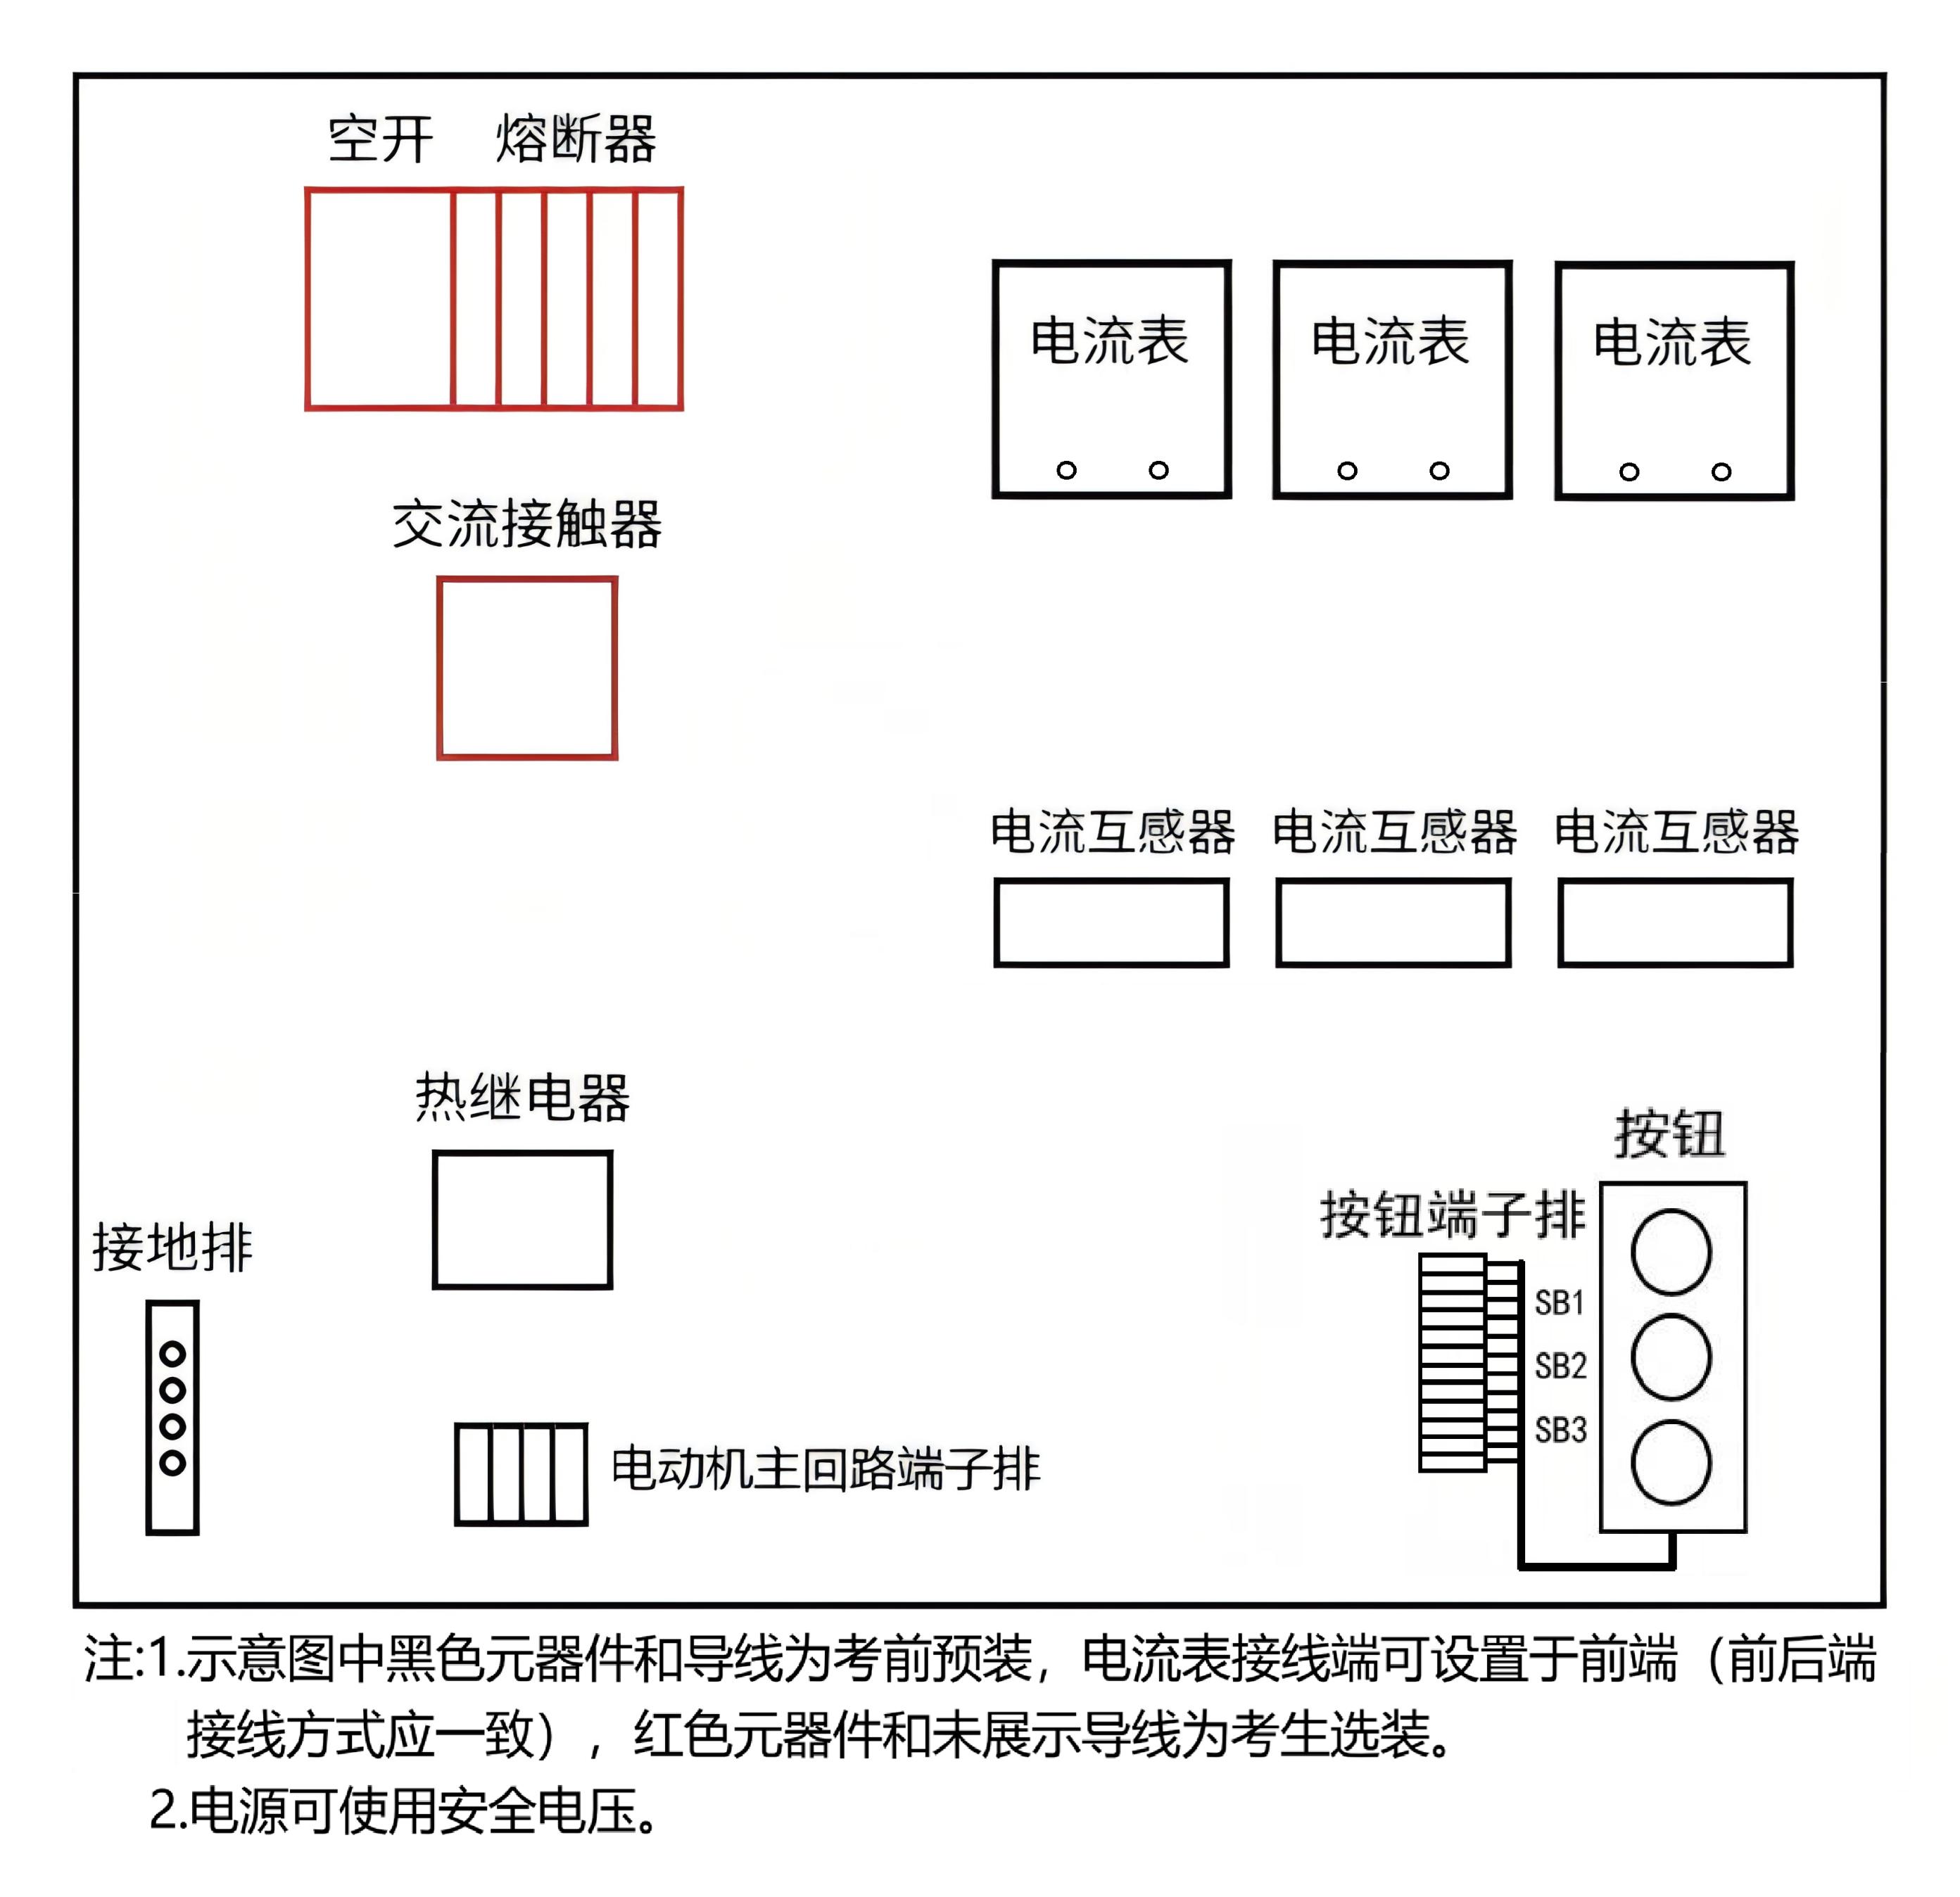 空开 熔断器
电流表 电流表 电流表
交流接触器
电流互感器 电流互感器 电流互感器
热继电器
按钮
按钮端子排
接地排
SB1
SB2
SB3
电动机主回路端子排
注:1.示意图中黑色元器件和导线为考前预装，电流表接线端可设置于前端（前后端
接线方式应一致），红色元器件和未展示导线为考生选装。
2.电源可使用安全电压。